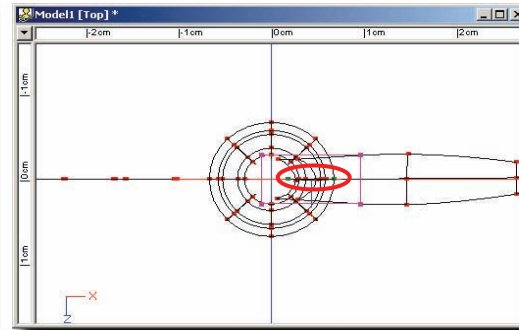 Model1 [Top] *
-2cm -1cm 0cm 1cm 2cm
-1cm
0cm
1cm
X
Z